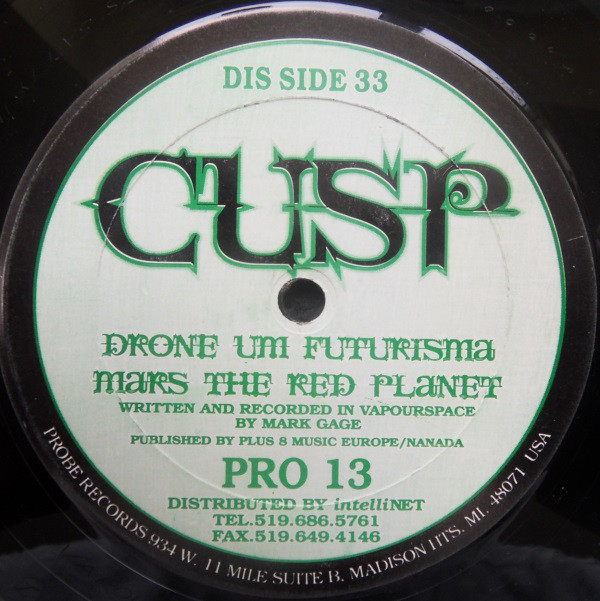 DIS SIDE 33
CUSP
DRONE UM FUTURISMA
MARS THE RED PLANET
WRITTEN AND RECORDED IN VAPOURSPACE
BY MARK GAGE
PUBLISHED BY PLUS 8 MUSIC EUROPE/NANADA
PRO 13
DISTRIBUTED BY intelliNET
TEL.519.686.5761
FAX.519.649.4146
PROBE RECORDS 934 W. 11 MILE SUITE B. MADISON HTS. MI. 48071 USA